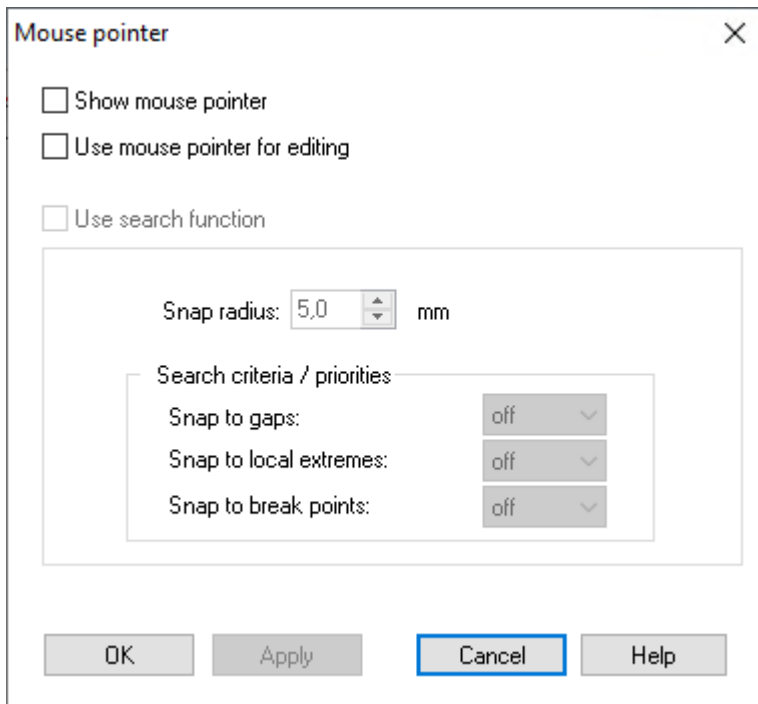 Mouse pointer
Show mouse pointer
Use mouse pointer for editing
Use search function
Snap radius: 5,0 mm
Search criteria / priorities
Snap to gaps: off
Snap to local extremes: off
Snap to break points: off
OK Apply Cancel Help